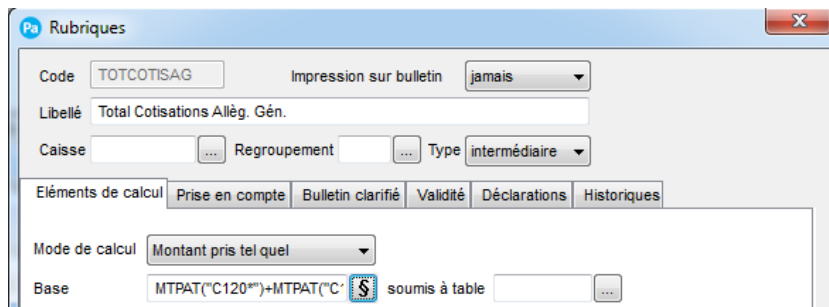 Pa Rubriques
Code TOTCOTISAG Impression sur bulletin jamais
Libellé Total Cotisations Allèg. Gén.
Caisse ... Regroupement ... Type intermédiaire
Eléments de calcul Prise en compte Bulletin clarifié Validité Déclarations Historiques
Mode de calcul Montant pris tel quel
Base MTPAT("C120*")+MTPAT("C1 § soumis à table ...